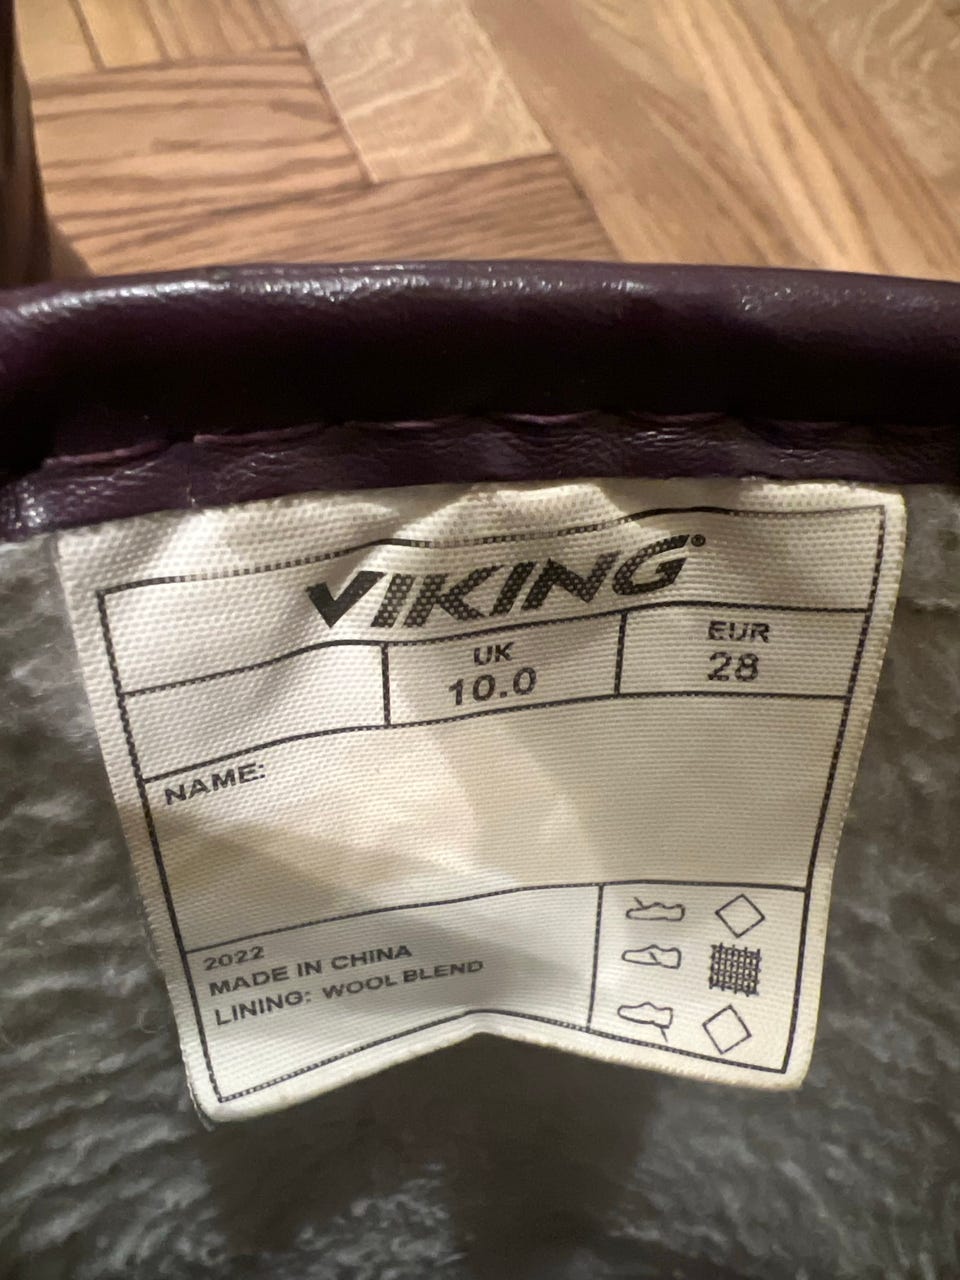 VIKING®
UK
10.0
EUR
28
NAME:
2022
MADE IN CHINA
LINING: WOOL BLEND